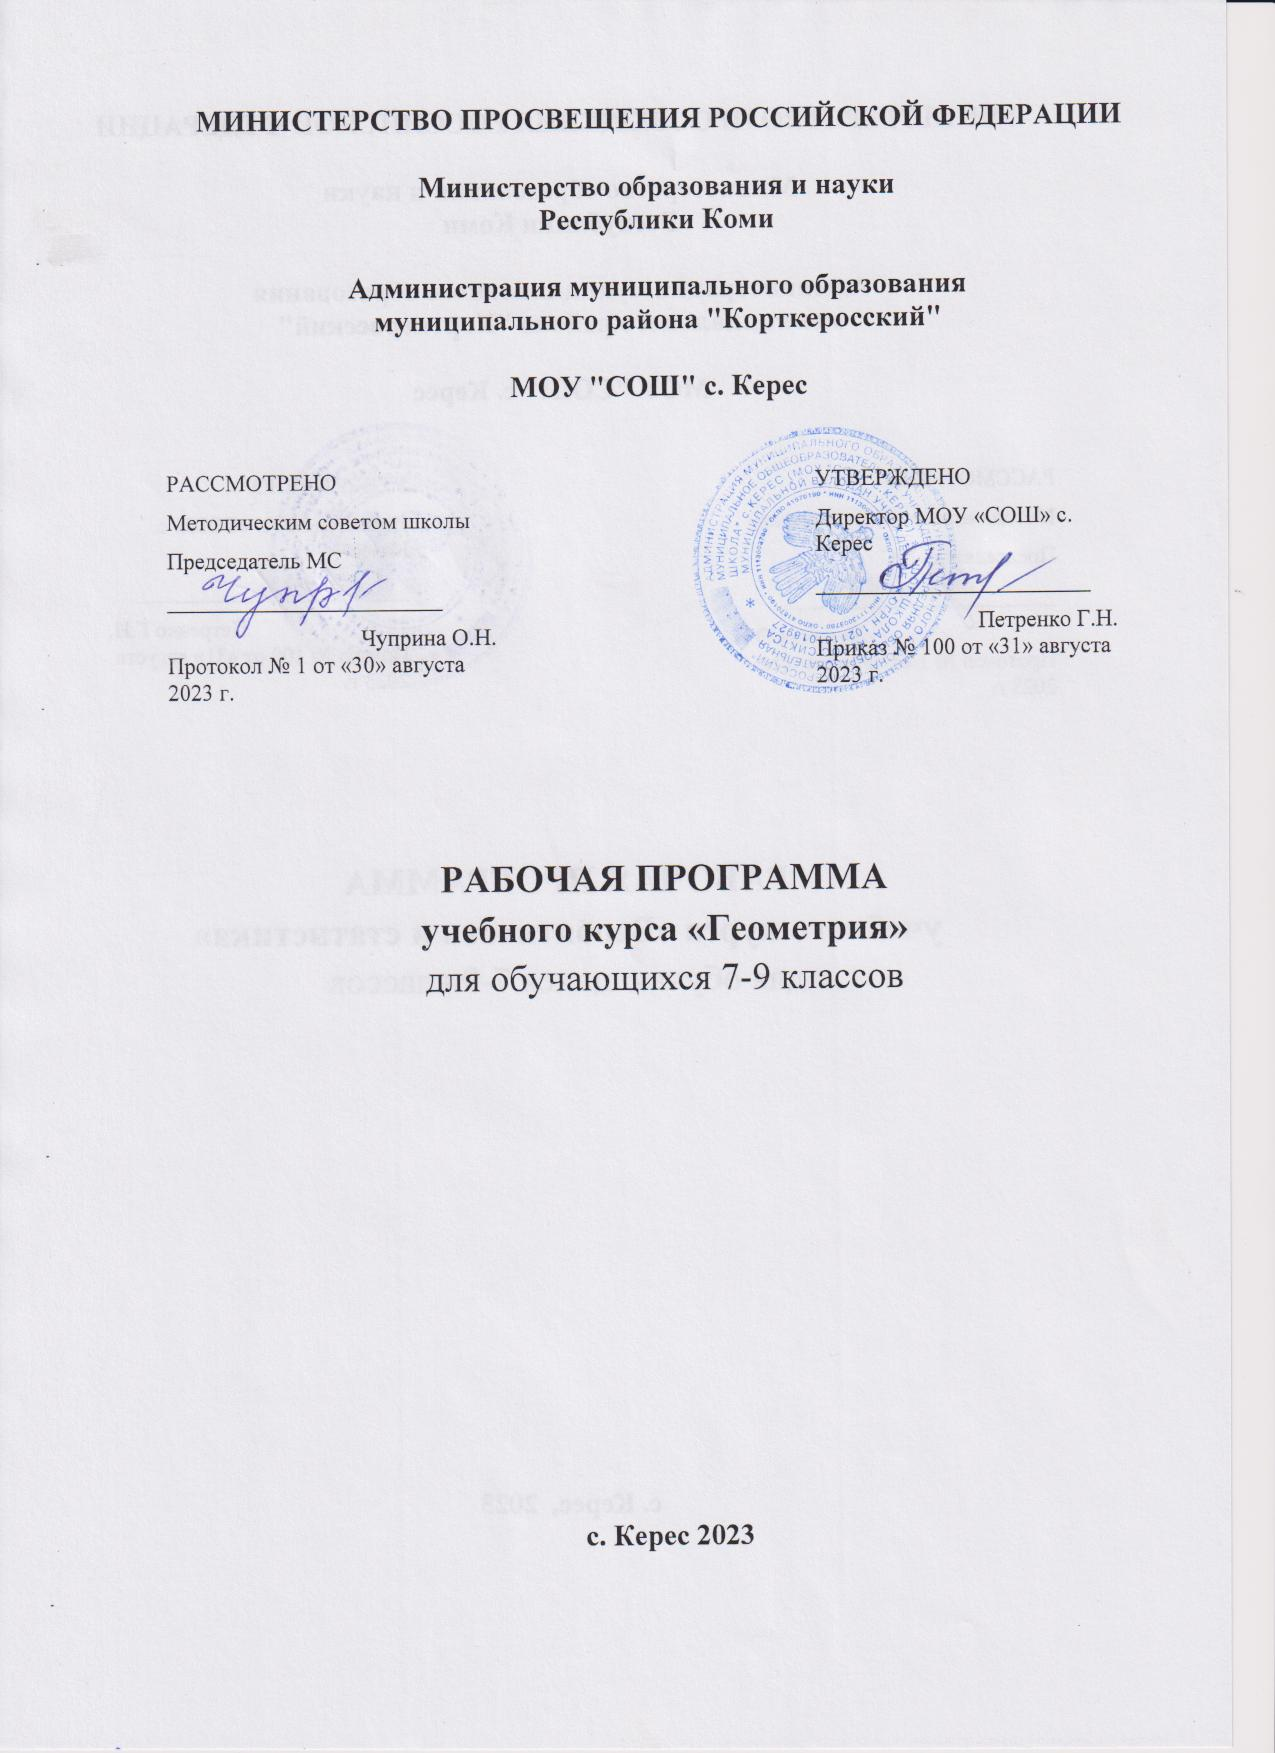 МИНИСТЕРСТВО ПРОСВЕЩЕНИЯ РОССИЙСКОЙ ФЕДЕРАЦИИ
Министерство образования и науки
Республики Коми
Администрация муниципального образования
муниципального района "Корткеросский"
МОУ "СОШ" с. Керес
РАССМОТРЕНО
Методическим советом школы
Председатель МС
Чуприна О.Н.
Протокол № 1 от «30» августа
2023 г.
УТВЕРЖДЕНО
Директор МОУ «СОШ» с.
Керес
Петренко Г.Н.
Приказ № 100 от «31» августа
2023 г.
РАБОЧАЯ ПРОГРАММА
учебного курса «Геометрия»
для обучающихся 7-9 классов
с. Керес 2023